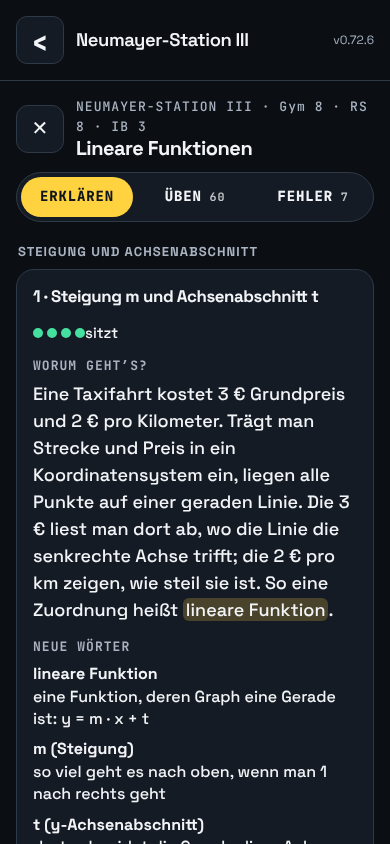 <
Neumayer-Station III
v0.72.6
×
NEUMAYER-STATION III · Gym 8 · RS
8 · IB 3
Lineare Funktionen
ERKLÄREN
ÜBEN 60
FEHLER 7
STEIGUNG UND ACHSENABSCHNITT
1 · Steigung m und Achsenabschnitt t
sitzt
WORUM GEHT’S?
Eine Taxifahrt kostet 3 € Grundpreis
und 2 € pro Kilometer. Trägt man
Strecke und Preis in ein
Koordinatensystem ein, liegen alle
Punkte auf einer geraden Linie. Die 3
€ liest man dort ab, wo die Linie die
senkrechte Achse trifft; die 2 € pro
km zeigen, wie steil sie ist. So eine
Zuordnung heißt lineare Funktion.
NEUE WÖRTER
lineare Funktion
eine Funktion, deren Graph eine Gerade
ist: y = m · x + t
m (Steigung)
so viel geht es nach oben, wenn man 1
nach rechts geht
t (y-Achsenabschnitt)